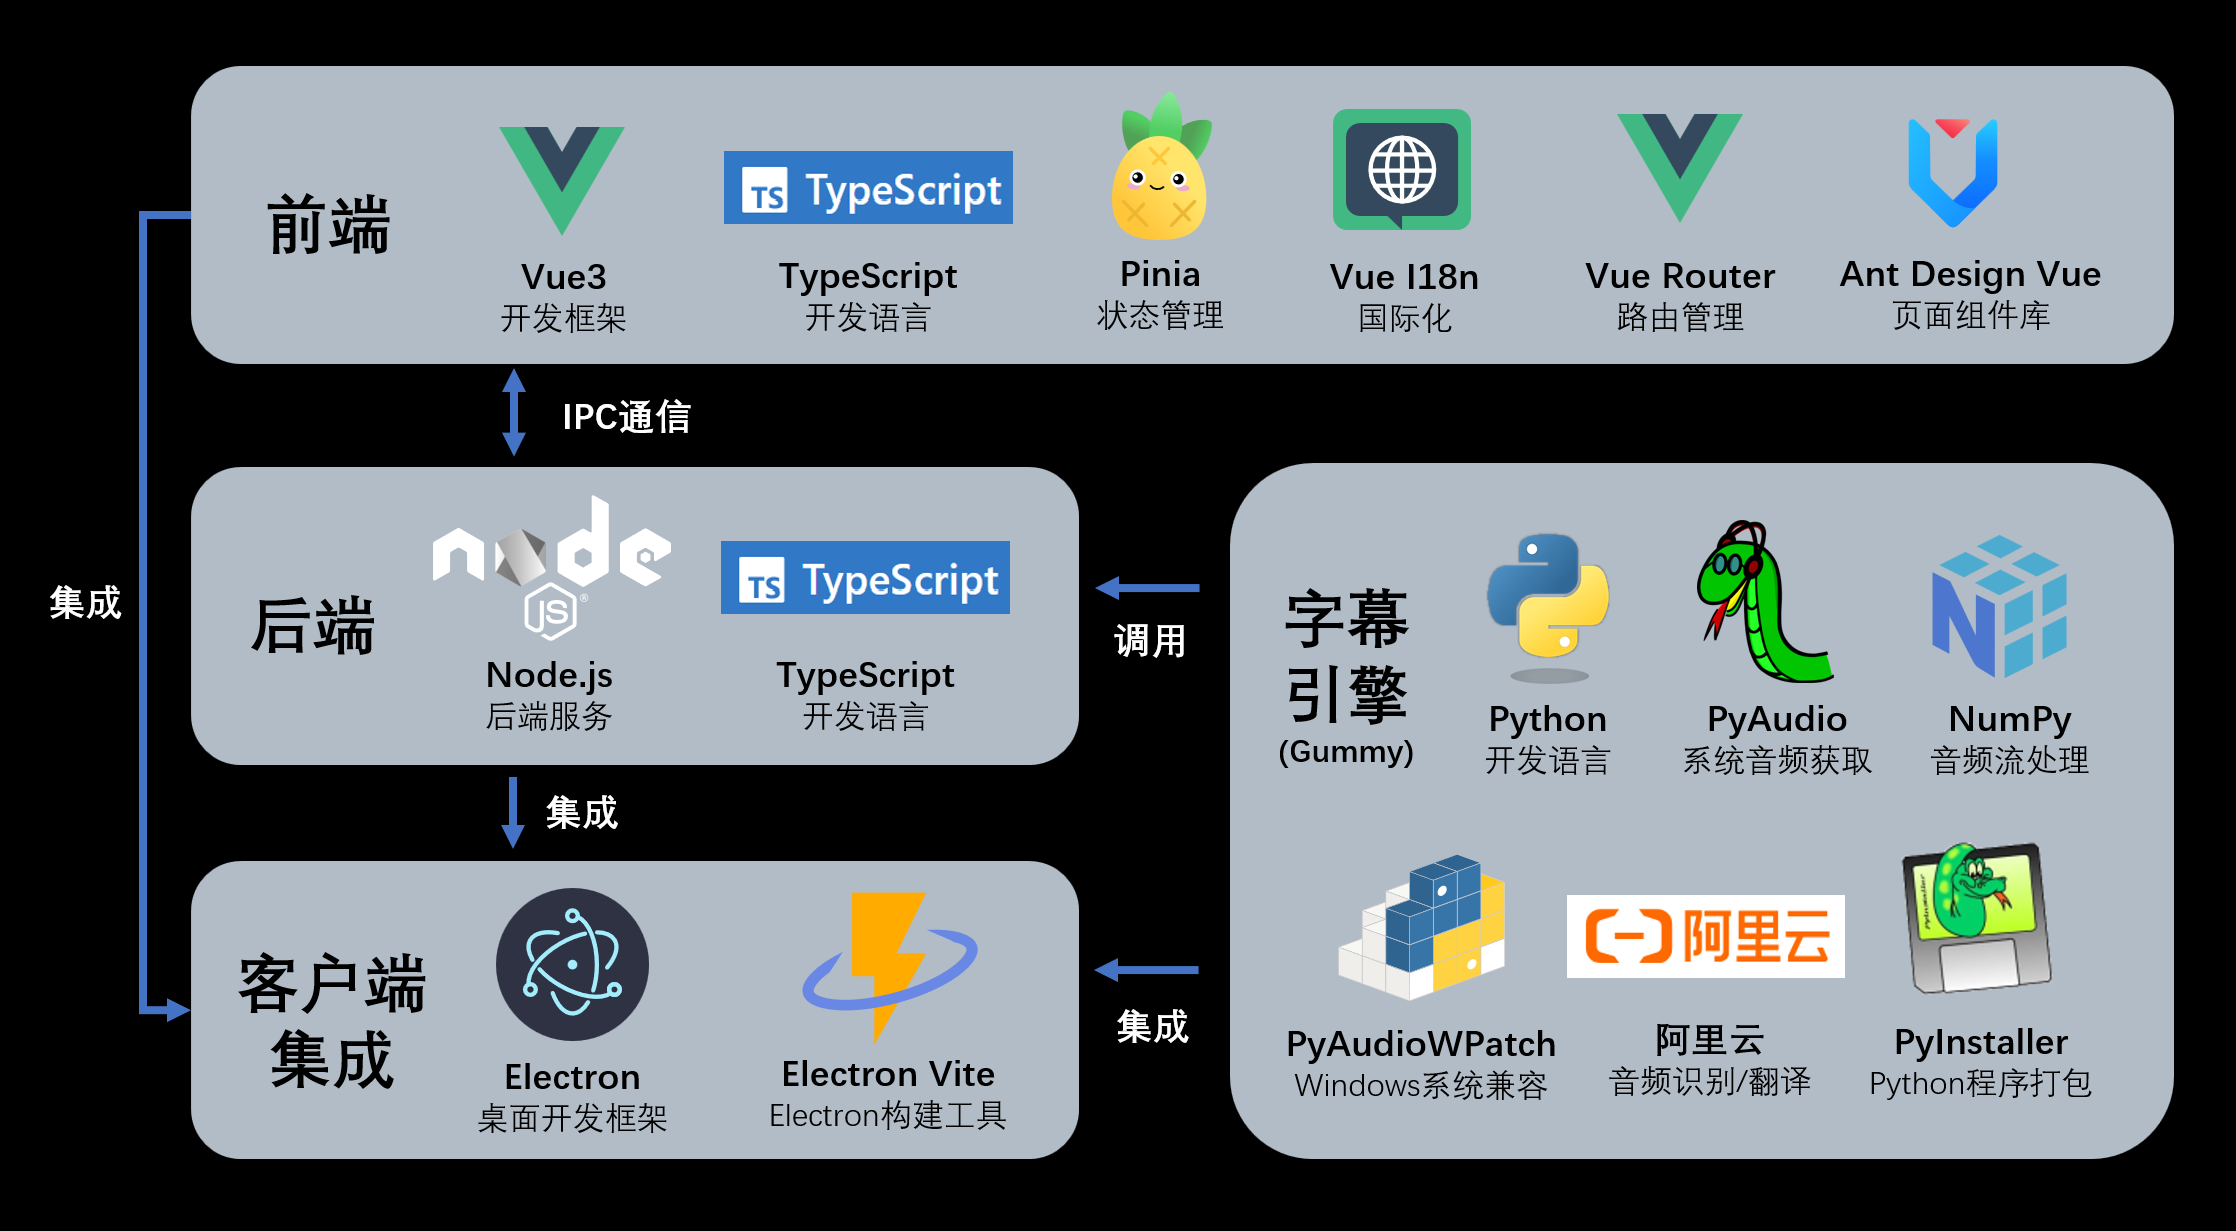 前端
TS TypeScript
Vue3
开发框架
TypeScript
开发语言
Pinia
状态管理
Vue I18n
国际化
Vue Router
路由管理
Ant Design Vue
页面组件库
IPC通信
集成
后端
node
JS
®
TS TypeScript
Node.js
后端服务
TypeScript
开发语言
调用
集成
客户端
集成
Electron
桌面开发框架
Electron Vite
Electron构建工具
集成
字幕
引擎
(Gummy)
Python
开发语言
PyAudio
系统音频获取
N
NumPy
音频流处理
PyAudioWPatch
Windows系统兼容
阿里云
阿里云
音频识别/翻译
PyInstaller
PyInstaller
Python程序打包